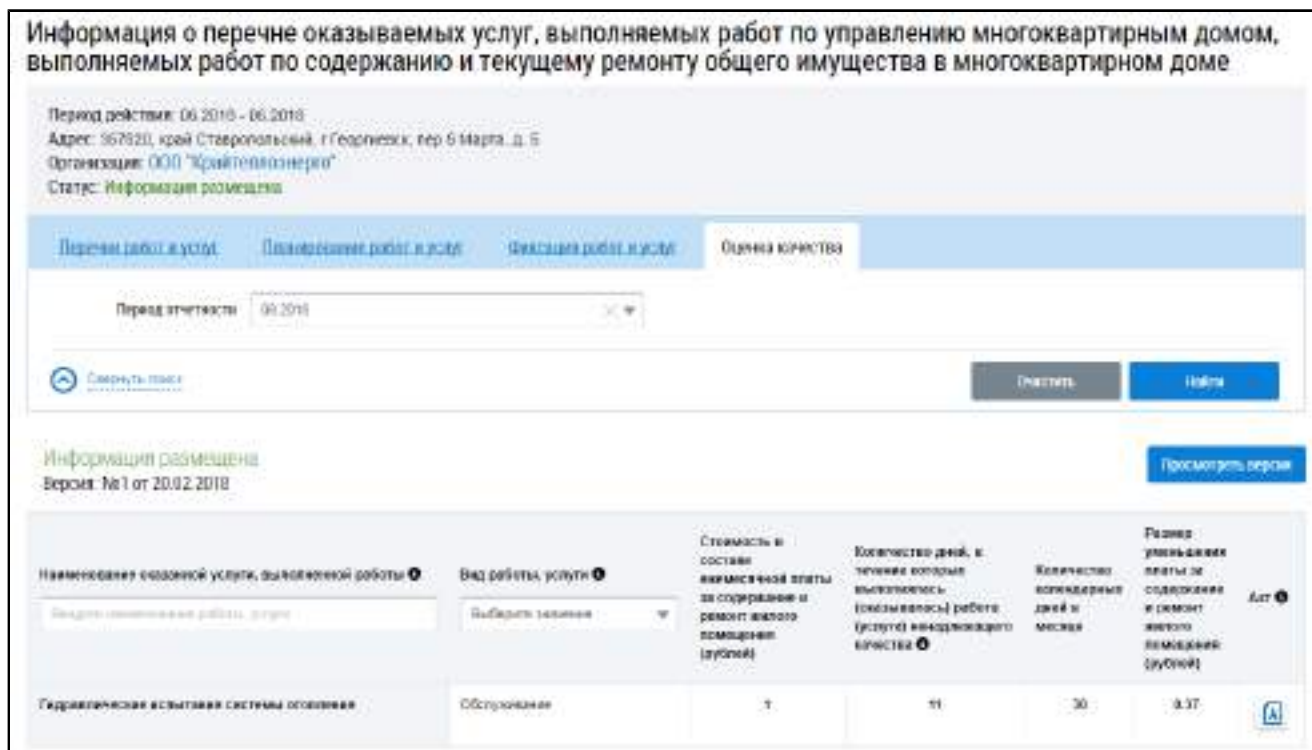 Информация о перечне оказываемых услуг, выполняемых работ по управлению многоквартирным домом,
выполняемых работ по содержанию и текущему ремонту общего имущества в многоквартирном доме
Период действия: 06.2018 - 06.2018
Адрес: 357820, край Ставропольский, г Георгиевск, пер 6 Марта, д. 5
Организация: ООО "Крайтеплоэнерго"
Статус: Информация размещена
Перечни работ и услуг
Планирование работ и услуг
Фиксация работ и услуг
Оценка качества
Период отчетности
06.2018
Свернуть поиск
Очистить
Найти
Информация размещена
Версия: №1 от 20.02.2018
Просмотреть версии
Наименование оказанной услуги, выполненной работы
Введите наименование работы, услуги
Вид работы, услуги
Выберите значение
Стоимость в
составе
ежемесячной платы
за содержание и
ремонт жилого
помещения
(рублей)
Количество дней, в
течение которых
выполнялась
(оказывалась) работа
(услуга) ненадлежащего
качества
Количество
календарных
дней в
месяце
Размер
уменьшения
платы за
содержание
и ремонт
жилого
помещения
(рублей)
Акт
Гидравлические испытания системы отопления
Обслуживание
1
11
30
0.37